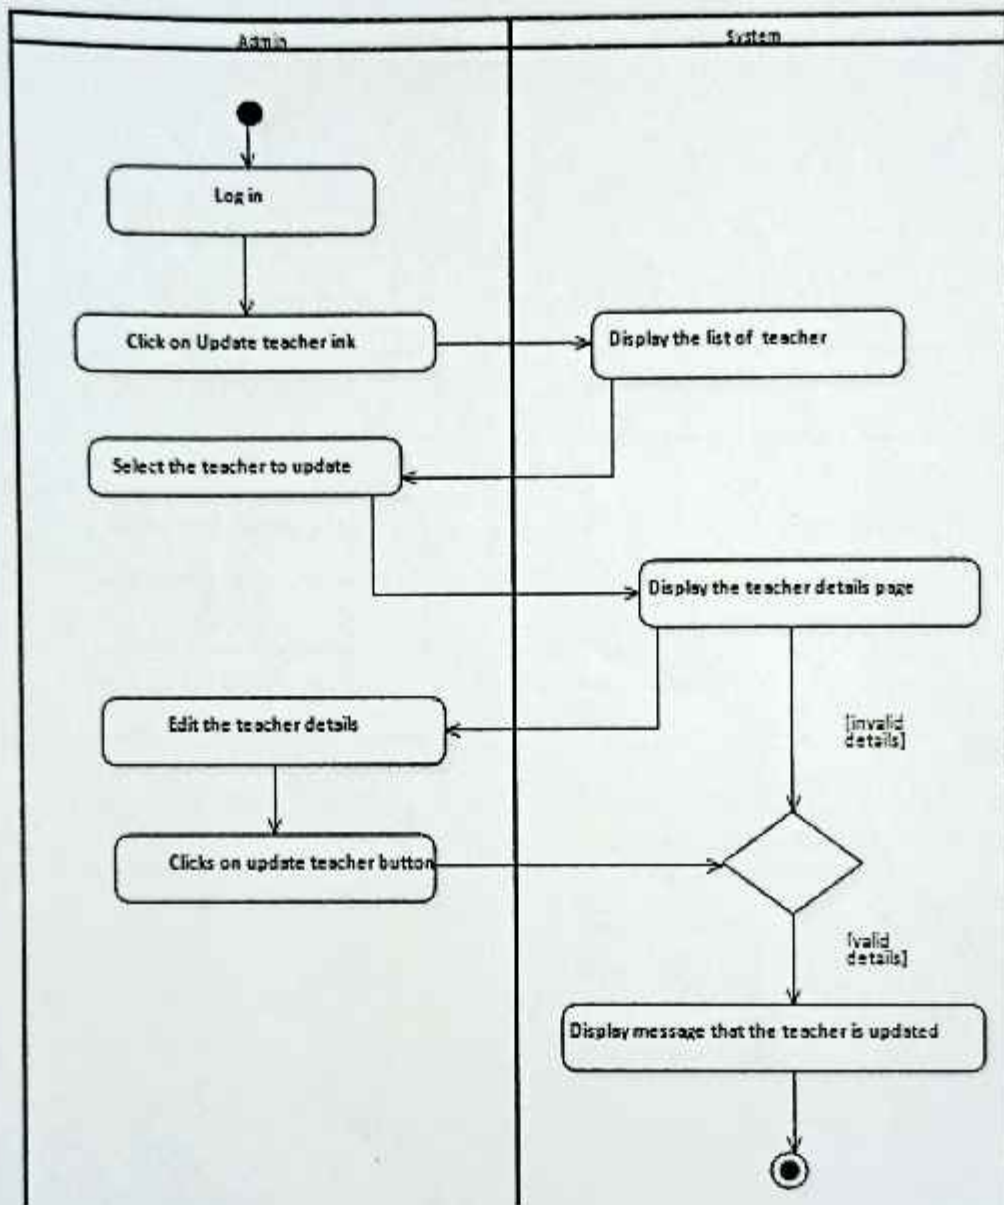 Admin
System
Log in
Click on Update teacher ink
Display the list of teacher
Select the teacher to update
Display the teacher details page
Edit the teacher details
[invalid
details]
Clicks on update teacher button
[valid
details]
Display message that the teacher is updated